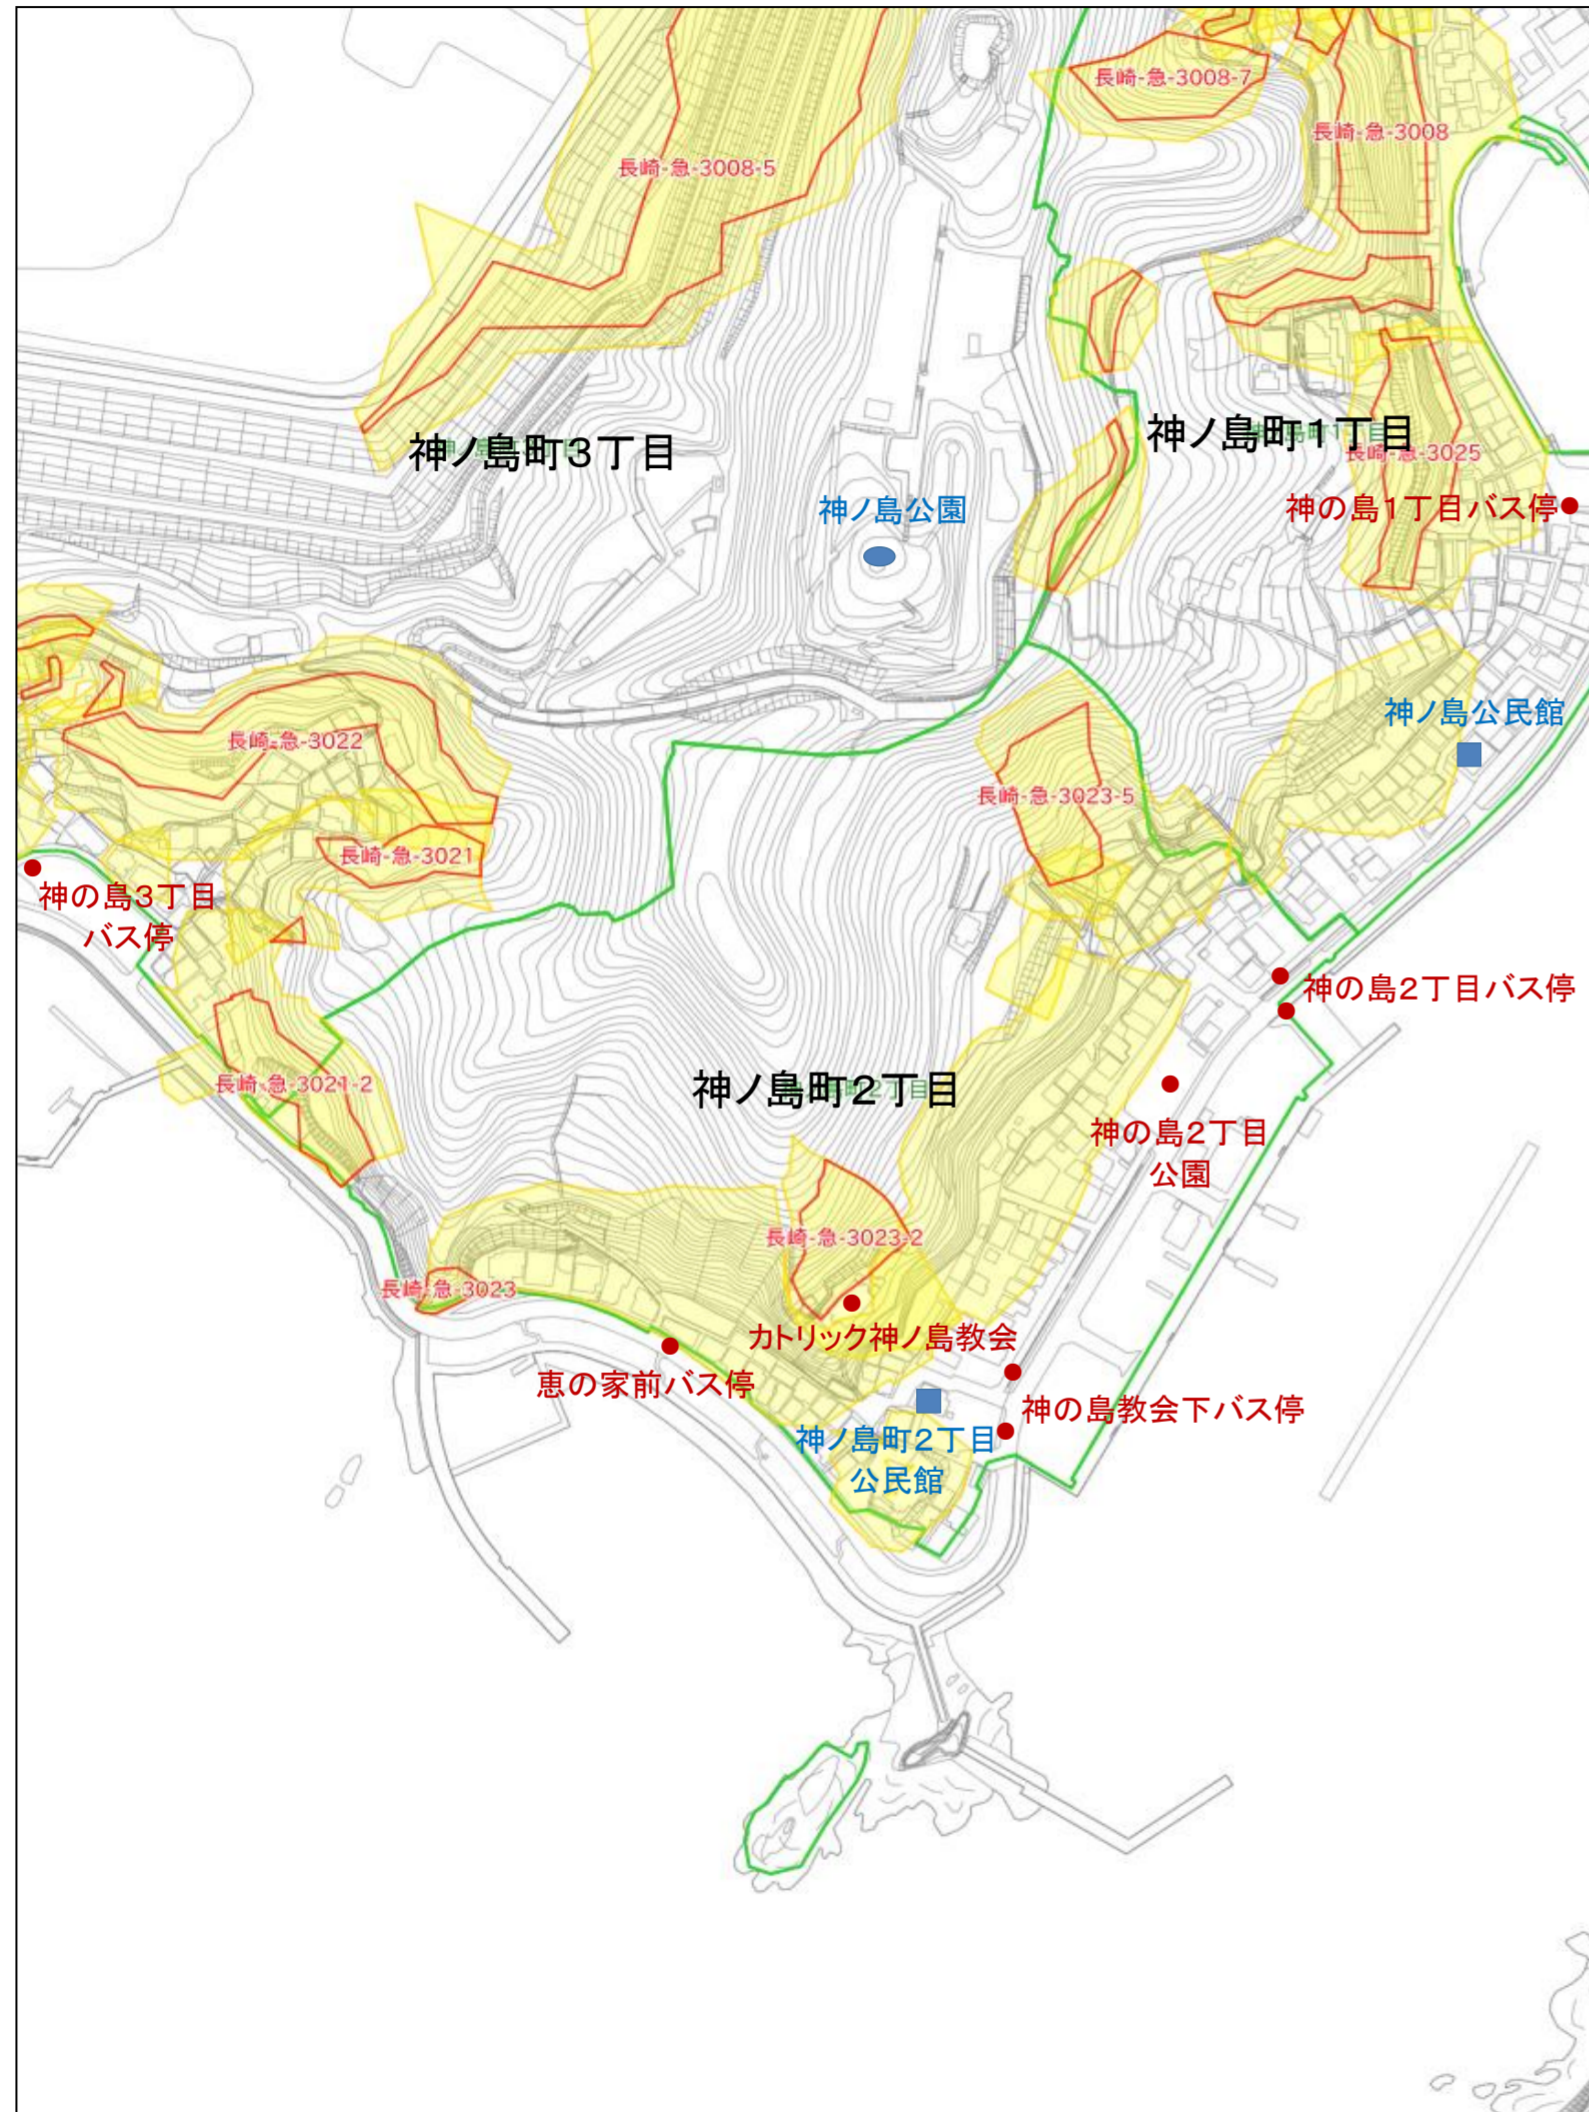 長崎-急-3008-7
長崎-急-3008
長崎-急-3008-5
神ノ島町3丁目
神ノ島町1丁目
長崎-急-3025
神ノ島公園
神の島1丁目バス停
神ノ島公民館
長崎-急-3022
長崎-急-3023-5
長崎-急-3021
神の島3丁目
バス停
神の島2丁目バス停
長崎-急-3021-2
神ノ島町2丁目
神の島2丁目
公園
長崎-急-3023-2
長崎-急-3023
カトリック神ノ島教会
恵の家前バス停
神の島教会下バス停
神ノ島町2丁目
公民館